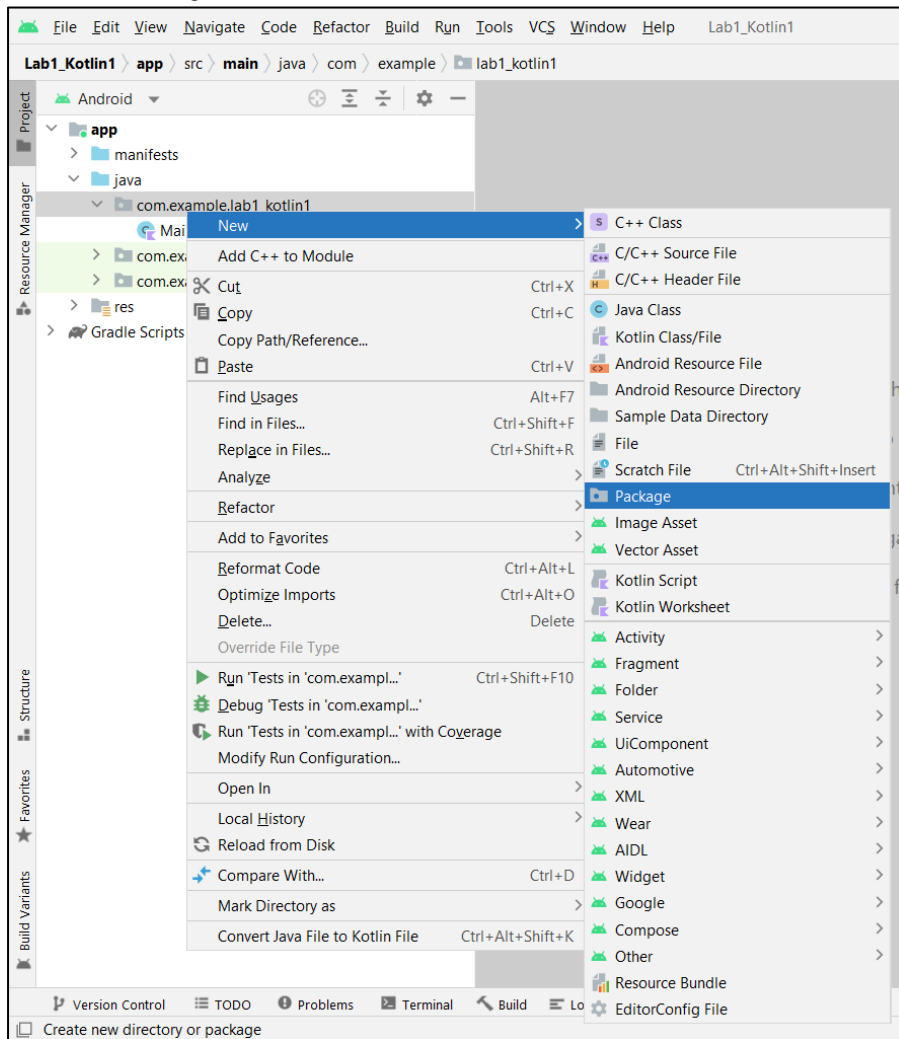 File Edit View Navigate Code Refactor Build Run Tools VCS Window Help Lab1_Kotlin1
Lab1_Kotlin1 〉 app 〉 src 〉 main 〉 java 〉 com 〉 example 〉 lab1_kotlin1
Project
Resource Manager
Structure
Favorites
Build Variants
Android
app
manifests
java
com.example.lab1_kotlin1
Mai
com.exa
com.exa
res
Gradle Scripts
New
Add C++ to Module
Cut Ctrl+X
Copy Ctrl+C
Copy Path/Reference...
Paste Ctrl+V
Find Usages Alt+F7
Find in Files... Ctrl+Shift+F
Replace in Files... Ctrl+Shift+R
Analyze
Refactor
Add to Favorites
Reformat Code Ctrl+Alt+L
Optimize Imports Ctrl+Alt+O
Delete... Delete
Override File Type
Run 'Tests in 'com.exampl...' Ctrl+Shift+F10
Debug 'Tests in 'com.exampl...'
Run 'Tests in 'com.exampl...' with Coverage
Modify Run Configuration...
Open In
Local History
Reload from Disk
Compare With... Ctrl+D
Mark Directory as
Convert Java File to Kotlin File Ctrl+Alt+Shift+K
C++ Class
C/C++ Source File
C/C++ Header File
Java Class
Kotlin Class/File
Android Resource File
Android Resource Directory
Sample Data Directory
File
Scratch File Ctrl+Alt+Shift+Insert
Package
Image Asset
Vector Asset
Kotlin Script
Kotlin Worksheet
Activity
Fragment
Folder
Service
UiComponent
Automotive
XML
Wear
AIDL
Widget
Google
Compose
Other
Resource Bundle
EditorConfig File
Version Control TODO Problems Terminal Build Lo
Create new directory or package